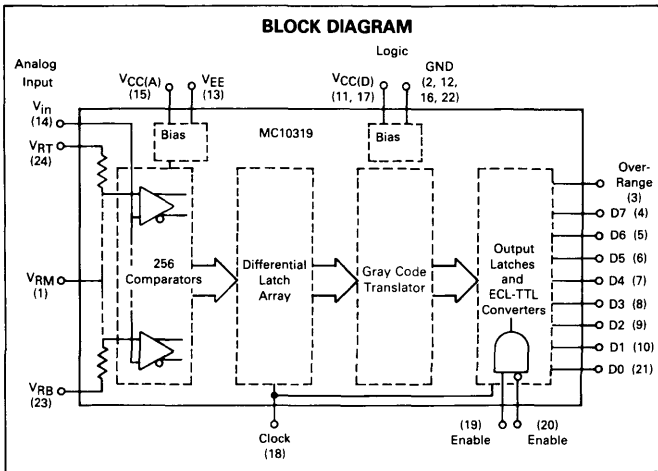 BLOCK DIAGRAM
Analog
Input
Vin
(14)
VRT
(24)
VRM
(1)
VRB
(23)
VCC(A)
(15)
VEE
(13)
Logic
VCC(D)
(11, 17)
GND
(2, 12,
16, 22)
Bias
MC10319
Bias
256
Comparators
Differential
Latch
Array
Gray Code
Translator
Output
Latches
and
ECL-TTL
Converters
Over-
Range
(3)
D7 (4)
D6 (5)
D5 (6)
D4 (7)
D3 (8)
D2 (9)
D1 (10)
D0 (21)
Clock
(18)
(19)
Enable
(20)
Enable